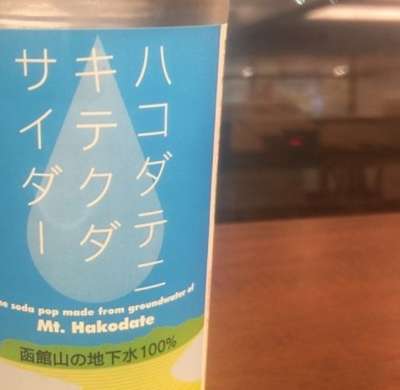 ハコダテニ
キテクダ
サイダー
soda pop made from groundwater of
Mt. Hakodate
函館山の地下水100%